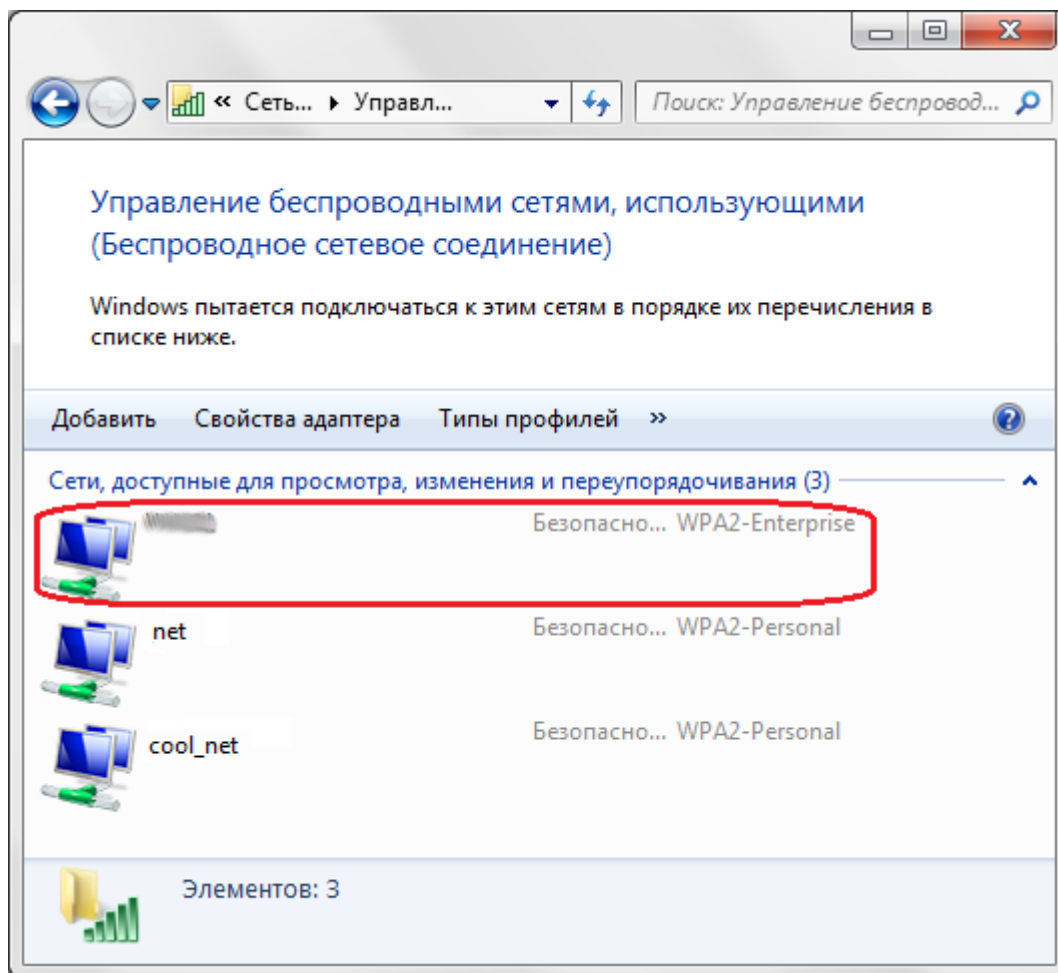 « Сеть... ▸ Управл...
Поиск: Управление беспровод...
Управление беспроводными сетями, использующими
(Беспроводное сетевое соединение)
Windows пытается подключаться к этим сетям в порядке их перечисления в
списке ниже.
Добавить Свойства адаптера Типы профилей »
Сети, доступные для просмотра, изменения и переупорядочивания (3)
Безопасно... WPA2-Enterprise
net Безопасно... WPA2-Personal
cool_net Безопасно... WPA2-Personal
Элементов: 3